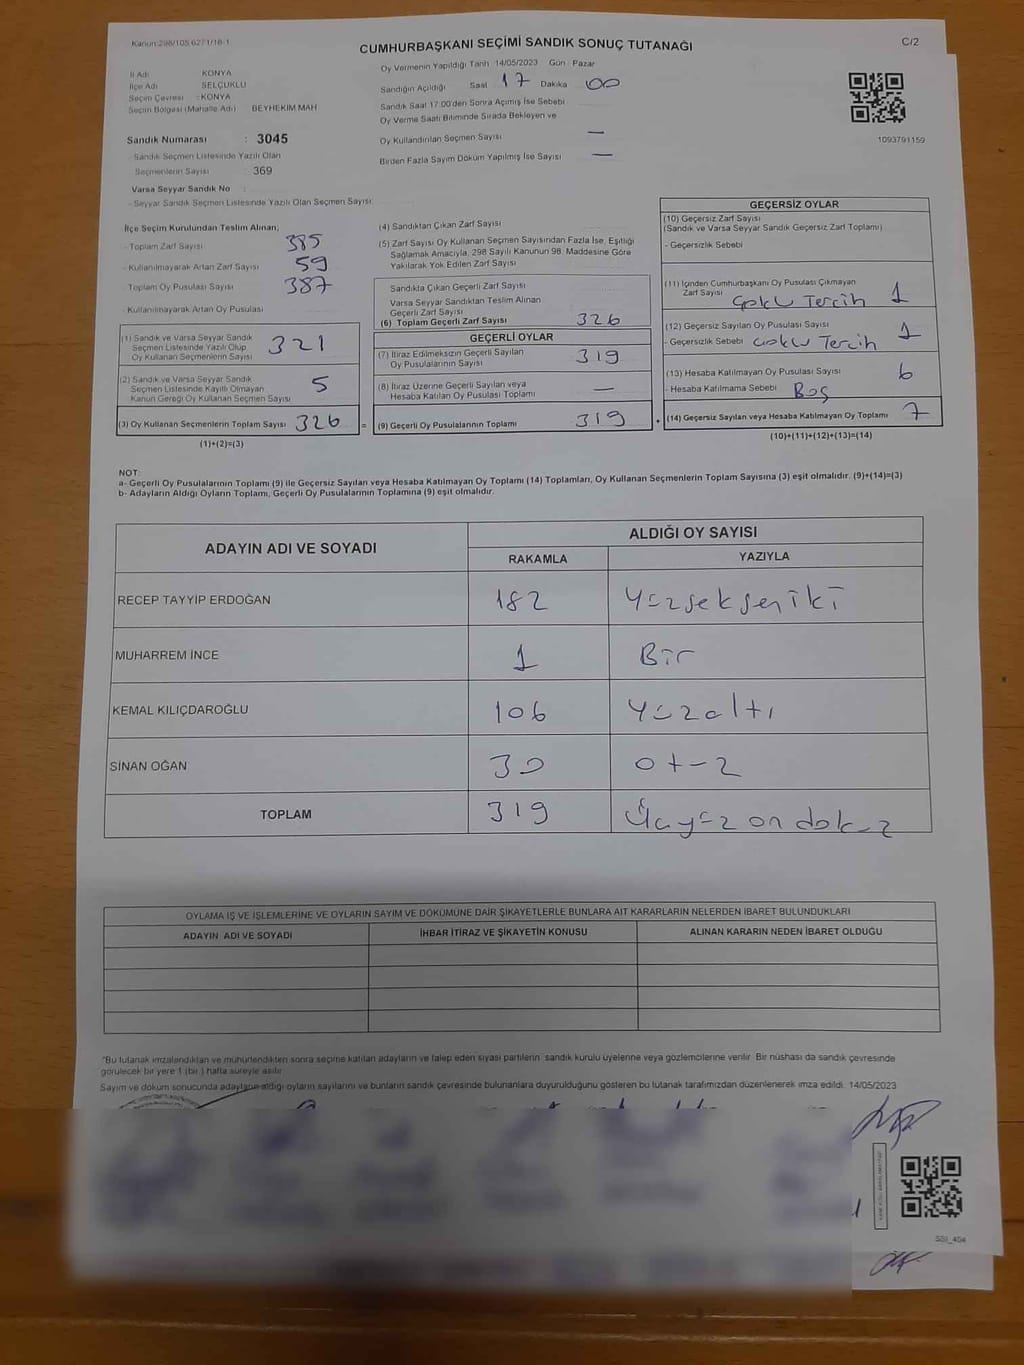 Kanun:298/105 6271/18-1
CUMHURBAŞKANI SEÇİMİ SANDIK SONUÇ TUTANAĞI
C/2
İl Adı KONYA
İlçe Adı SELÇUKLU
Seçim Çevresi : KONYA
Seçim Bölgesi (Mahalle Adı) BEYHEKİM MAH
Sandık Numarası : 3045
- Sandık Seçmen Listesinde Yazılı Olan
Seçmenlerin Sayısı : 369
Varsa Seyyar Sandık No :
- Seyyar Sandık Seçmen Listesinde Yazılı Olan Seçmen Sayısı:
Oy Vermenin Yapıldığı Tarih 14/05/2023 Gün : Pazar
Sandığın Açıldığı Saat 17 Dakika 00
Sandık Saat 17:00'den Sonra Açımış İse Sebebi
Oy Verme Saati Bitiminde Sırada Bekleyen ve
Oy Kullandırılan Seçmen Sayısı —
Birden Fazla Sayım Döküm Yapılmış İse Sayısı —
1093791159
İlçe Seçim Kurulundan Teslim Alınan;
- Toplam Zarf Sayısı 385
- Kullanılmayarak Artan Zarf Sayısı 59
- Toplam Oy Pusulası Sayısı 387
- Kullanılmayarak Artan Oy Pusulası
(1) Sandık ve Varsa Seyyar Sandık
Seçmen Listesinde Yazılı Olup
Oy Kullanan Seçmenlerin Sayısı 321
(2) Sandık ve Varsa Seyyar Sandık
Seçmen Listesinde Kayıtlı Olmayan
Kanun Gereği Oy Kullanan Seçmen Sayısı 5
(3) Oy Kullanan Seçmenlerin Toplam Sayısı 326
(1)+(2)=(3)
(4) Sandıktan Çıkan Zarf Sayısı
(5) Zarf Sayısı Oy Kullanan Seçmen Sayısından Fazla İse, Eşitliği
Sağlamak Amacıyla, 298 Sayılı Kanunun 98. Maddesine Göre
Yakılarak Yok Edilen Zarf Sayısı
Sandıkta Çıkan Geçerli Zarf Sayısı
Varsa Seyyar Sandıktan Teslim Alınan
Geçerli Zarf Sayısı
(6) Toplam Geçerli Zarf Sayısı 326
GEÇERLİ OYLAR
(7) İtiraz Edilmeksizin Geçerli Sayılan
Oy Pusulasının Sayısı 319
(8) İtiraz Üzerine Geçerli Sayılan veya
Hesaba Katılan Oy Pusulası Toplamı —
= (9) Geçerli Oy Pusulalarının Toplamı 319 +
GEÇERSİZ OYLAR
(10) Geçersiz Zarf Sayısı
(Sandık ve Varsa Seyyar Sandık Geçersiz Zarf Toplamı)
- Geçersizlik Sebebi
(11) İçinden Cumhurbaşkanı Oy Pusulası Çıkmayan
Zarf Sayısı Çoklu Tercih 1
(12) Geçersiz Sayılan Oy Pusulası Sayısı 1
- Geçersizlik Sebebi Çoklu Tercih
(13) Hesaba Katılmayan Oy Pusulası Sayısı 6
- Hesaba Katılmama Sebebi Boş
(14) Geçersiz Sayılan veya Hesaba Katılmayan Oy Toplamı 7
(10)+(11)+(12)+(13)=(14)
NOT:
a- Geçerli Oy Pusulalarının Toplamı (9) ile Geçersiz Sayılan veya Hesaba Katılmayan Oy Toplamı (14) Toplamları, Oy Kullanan Seçmenlerin Toplam Sayısına (3) eşit olmalıdır. (9)+(14)=(3)
b- Adayların Aldığı Oyların Toplamı, Geçerli Oy Pusulalarının Toplamına (9) eşit olmalıdır.
ADAYIN ADI VE SOYADI
ALDIĞI OY SAYISI
RAKAMLA YAZIYLA
RECEP TAYYİP ERDOĞAN 182 Yüzsekseniki
MUHARREM İNCE 1 Bir
KEMAL KILIÇDAROĞLU 106 Yüzaltı
SİNAN OĞAN 30 Otuz
TOPLAM 319 Üçyüz ondokuz
OYLAMA İŞ VE İŞLEMLERİNE VE OYLARIN SAYIM VE DÖKÜMÜNE DAİR ŞİKAYETLERLE BUNLARA AİT KARARLARIN NELERDEN İBARET BULUNDUKLARI
ADAYIN ADI VE SOYADI İHBAR İTİRAZ VE ŞİKAYETİN KONUSU ALINAN KARARIN NEDEN İBARET OLDUĞU
"Bu tutanak imzalandıktan ve mühürlendikten sonra seçime katılan adayların ve talep eden siyasi partilerin sandık kurulu üyelerine veya gözlemcilerine verilir. Bir nüshası da sandık çevresinde
görülecek bir yere 1 (bir ) hafta süreyle asılır.
Sayım ve döküm sonucunda adayların aldığı oyların sayılarını ve bunların sandık çevresinde bulunanlara duyurulduğunu gösteren bu tutanak tarafımızdan düzenlenerek imza edildi. 14/05/2023
SSI_404